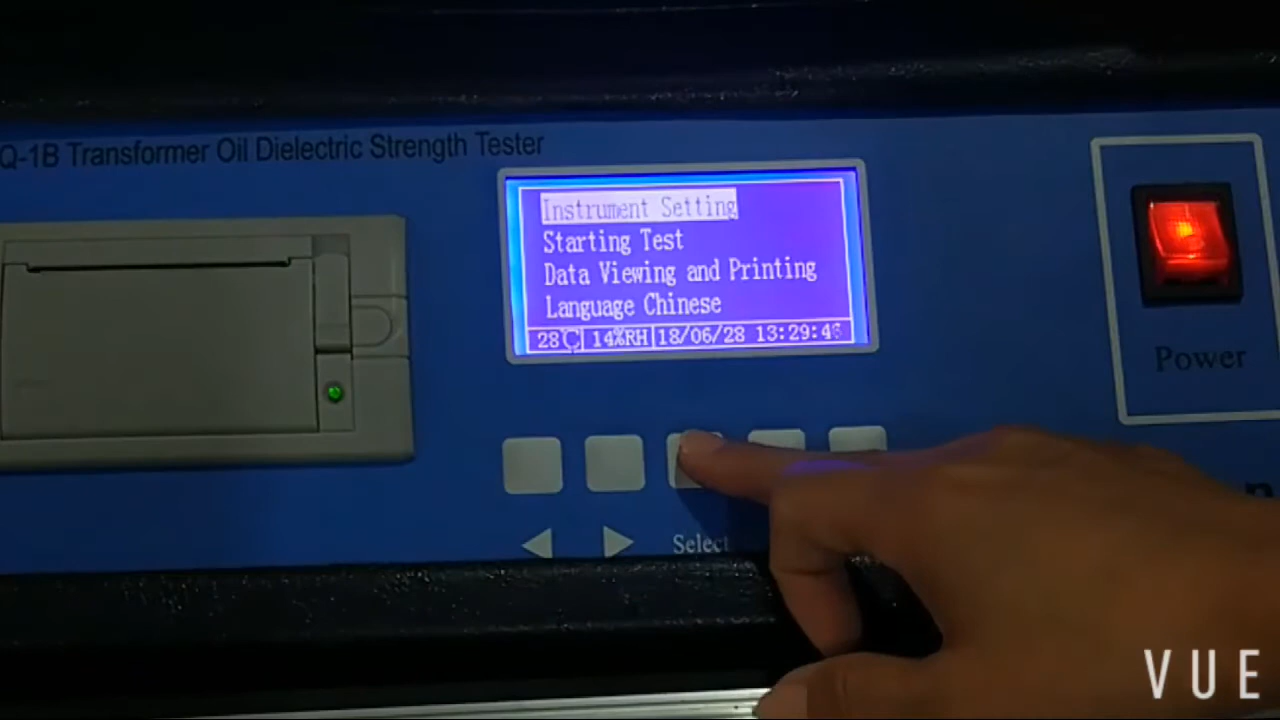 Q-1B Transformer Oil Dielectric Strength Tester
Instrument Setting
Starting Test
Data Viewing and Printing
Language Chinese
28℃ 14%RH 18/06/28 13:29:4
Power
Select
VUE